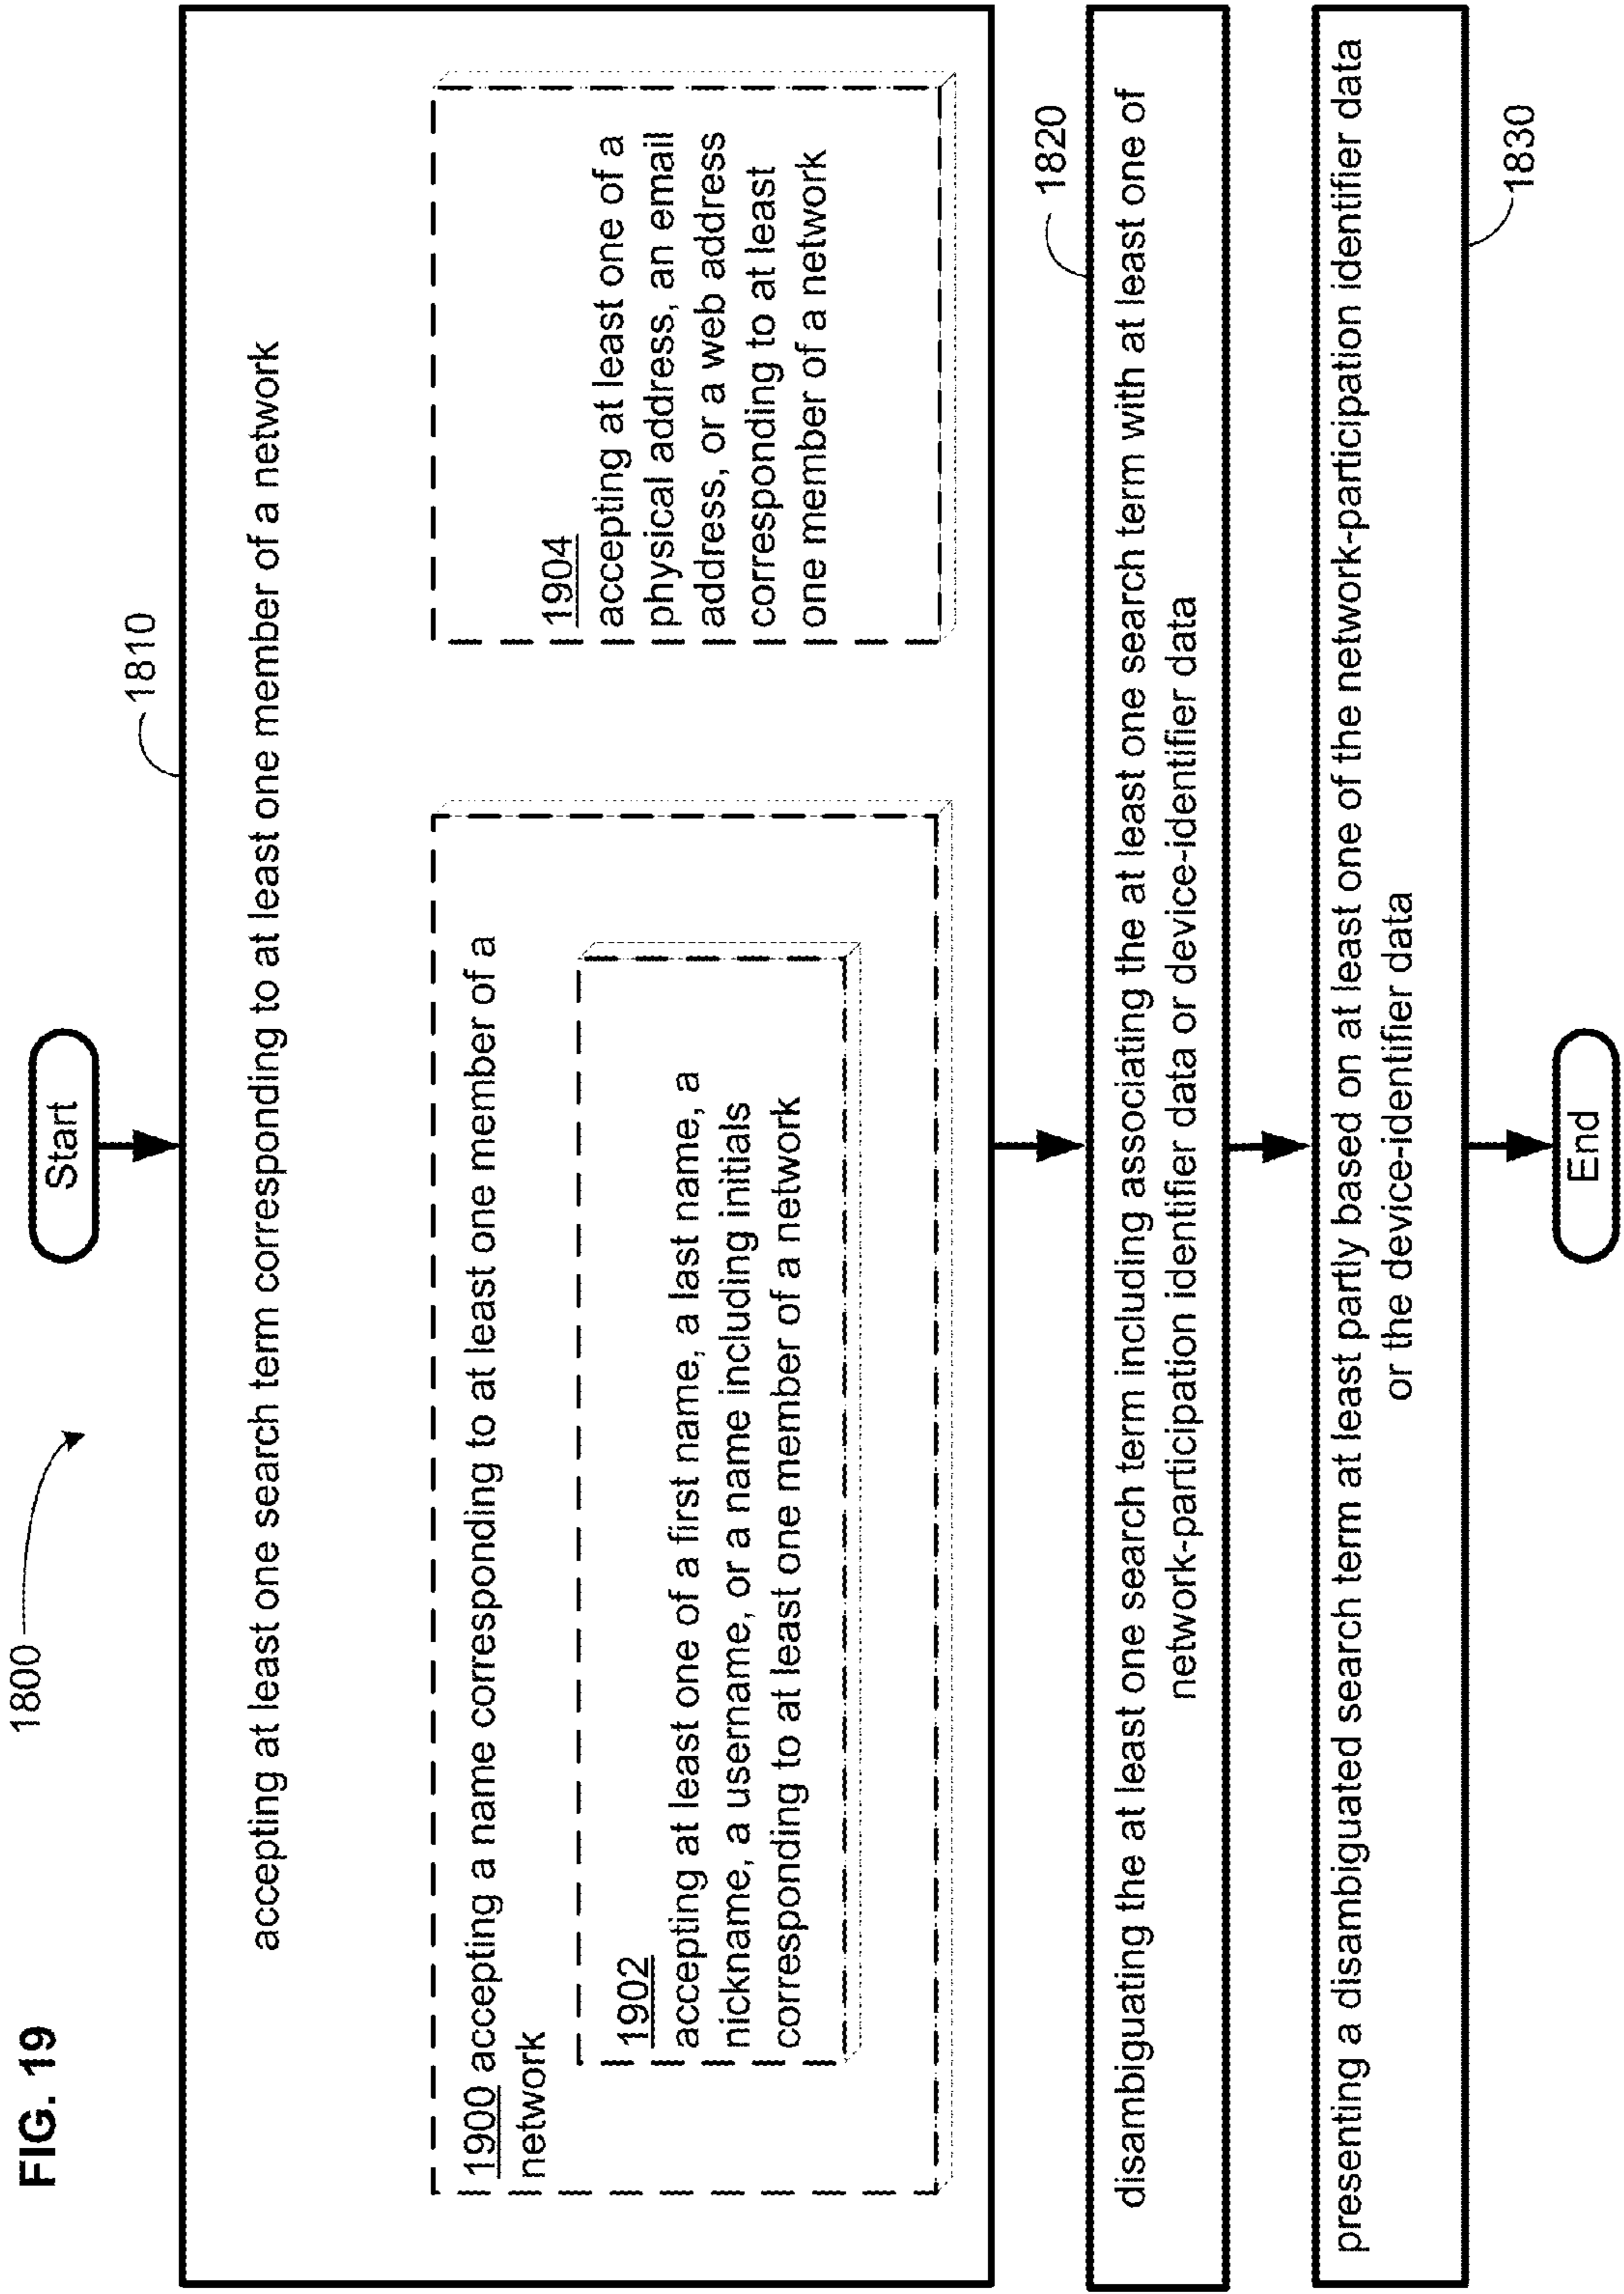 FIG. 19
1800
Start
1810
accepting at least one search term corresponding to at least one member of a network
1900 accepting a name corresponding to at least one member of a
network
1902
accepting at least one of a first name, a last name, a
nickname, a username, or a name including initials
corresponding to at least one member of a network
1904
accepting at least one of a
physical address, an email
address, or a web address
corresponding to at least
one member of a network
1820
disambiguating the at least one search term including associating the at least one search term with at least one of
network-participation identifier data or device-identifier data
presenting a disambiguated search term at least partly based on at least one of the network-participation identifier data
or the device-identifier data
1830
End